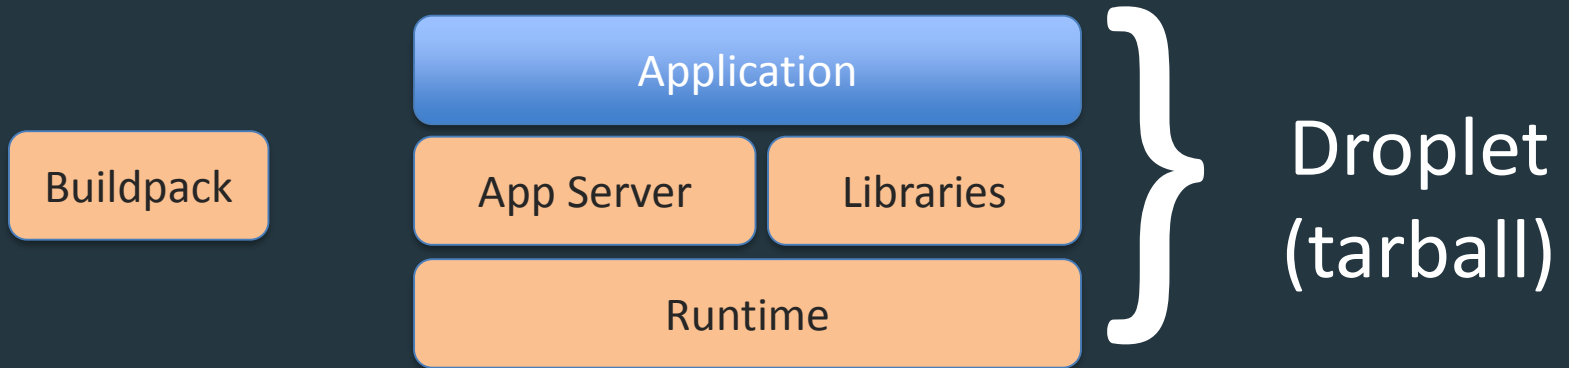 Application
Buildpack
App Server
Libraries
Runtime
Droplet
(tarball)